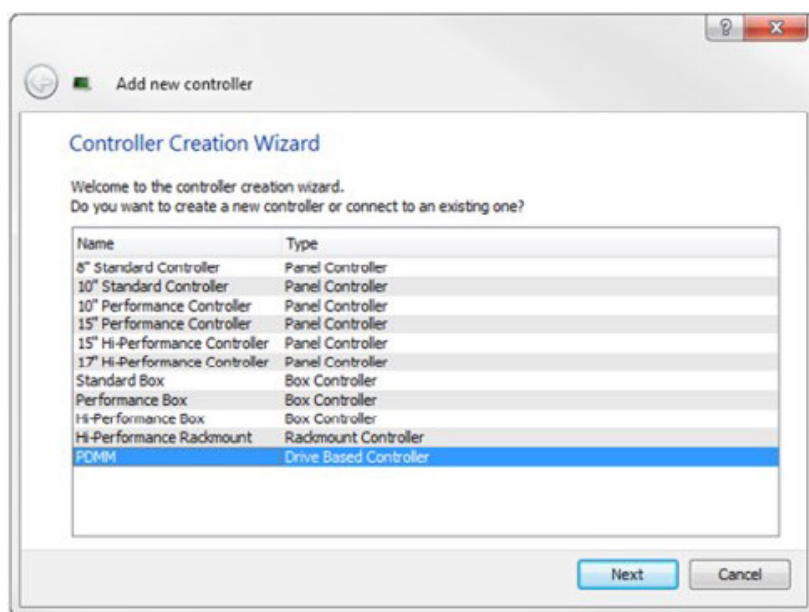 Add new controller
Controller Creation Wizard
Welcome to the controller creation wizard.
Do you want to create a new controller or connect to an existing one?
Name Type
8" Standard Controller Panel Controller
10" Standard Controller Panel Controller
10" Performance Controller Panel Controller
15" Performance Controller Panel Controller
15" Hi-Performance Controller Panel Controller
17" Hi-Performance Controller Panel Controller
Standard Box Box Controller
Performance Box Box Controller
Hi-Performance Box Box Controller
Hi-Performance Rackmount Rackmount Controller
PDMM Drive Based Controller
Next Cancel